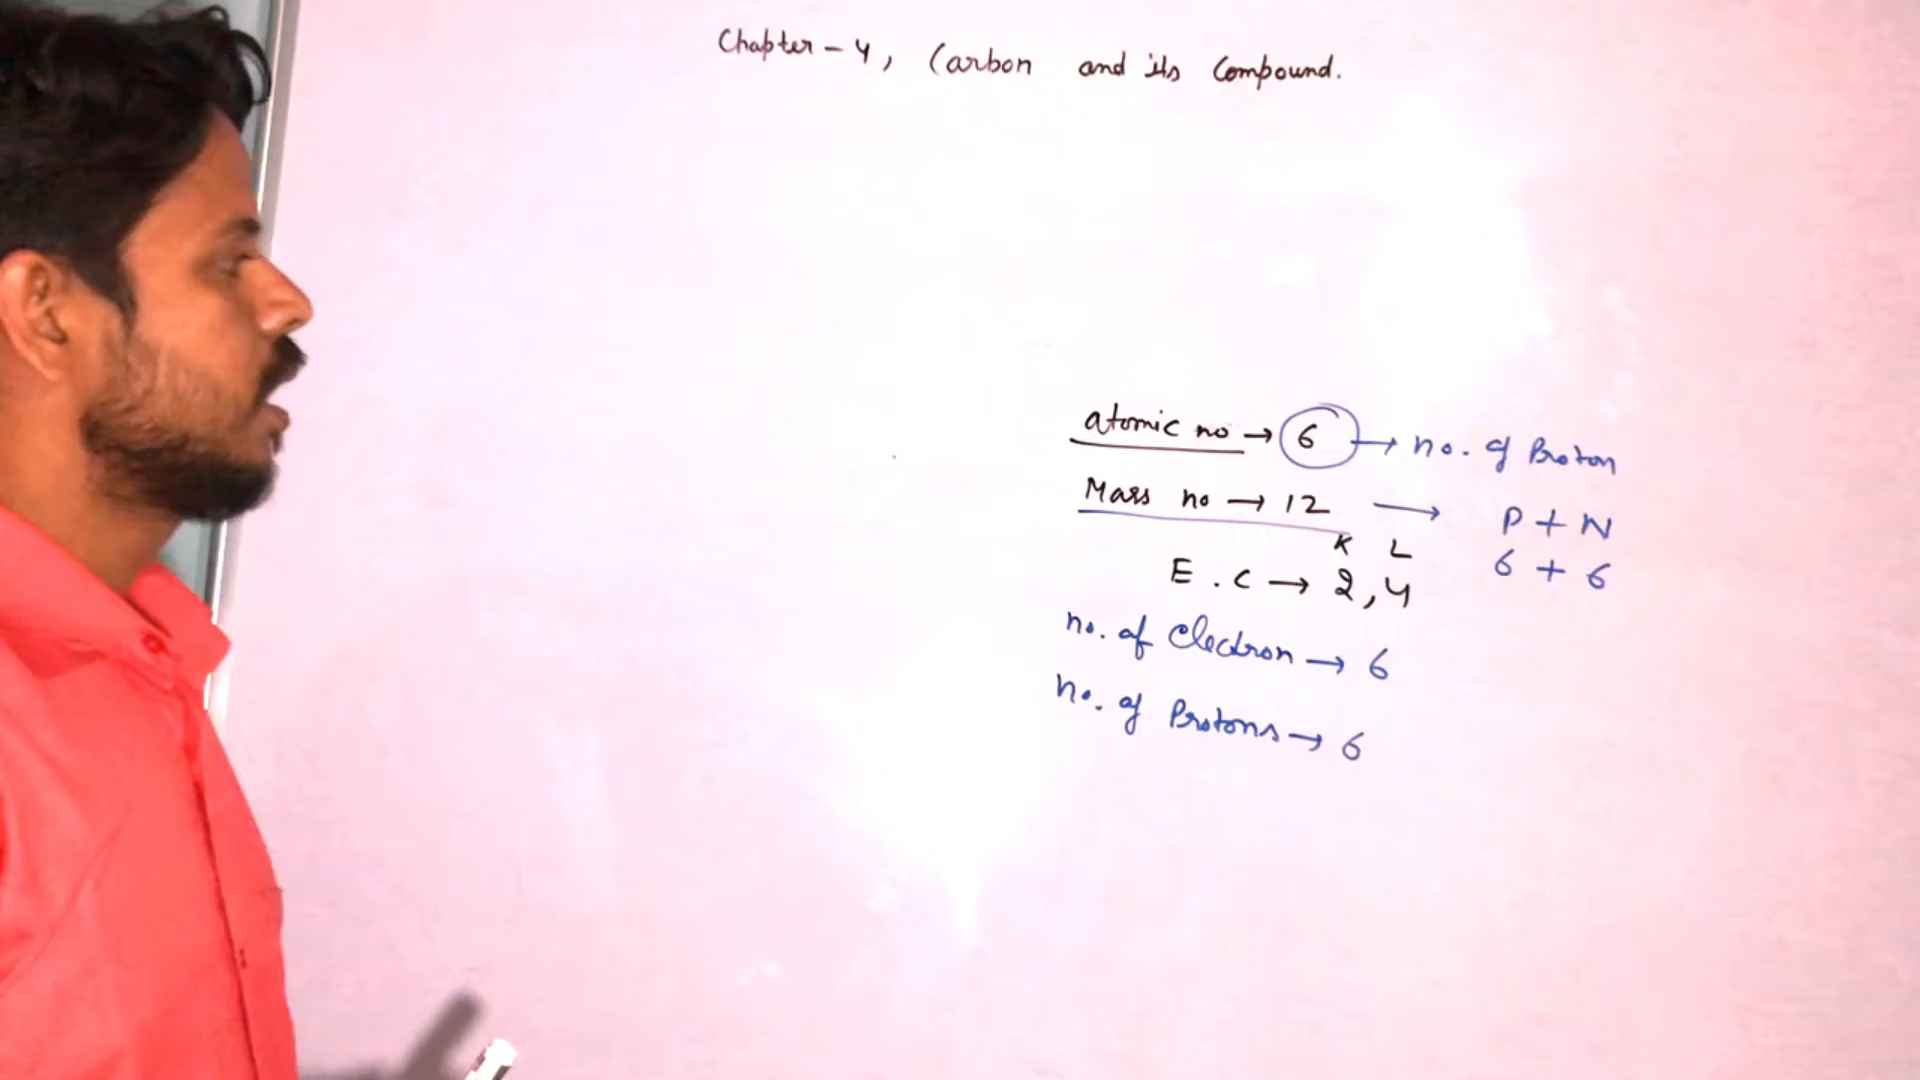 Chapter - 4, Carbon and its Compound.
atomic no → 6 → no. of Proton
Mass no → 12 → P + N
K L
6 + 6
E.C → 2,4
no. of Electron → 6
no. of Protons → 6